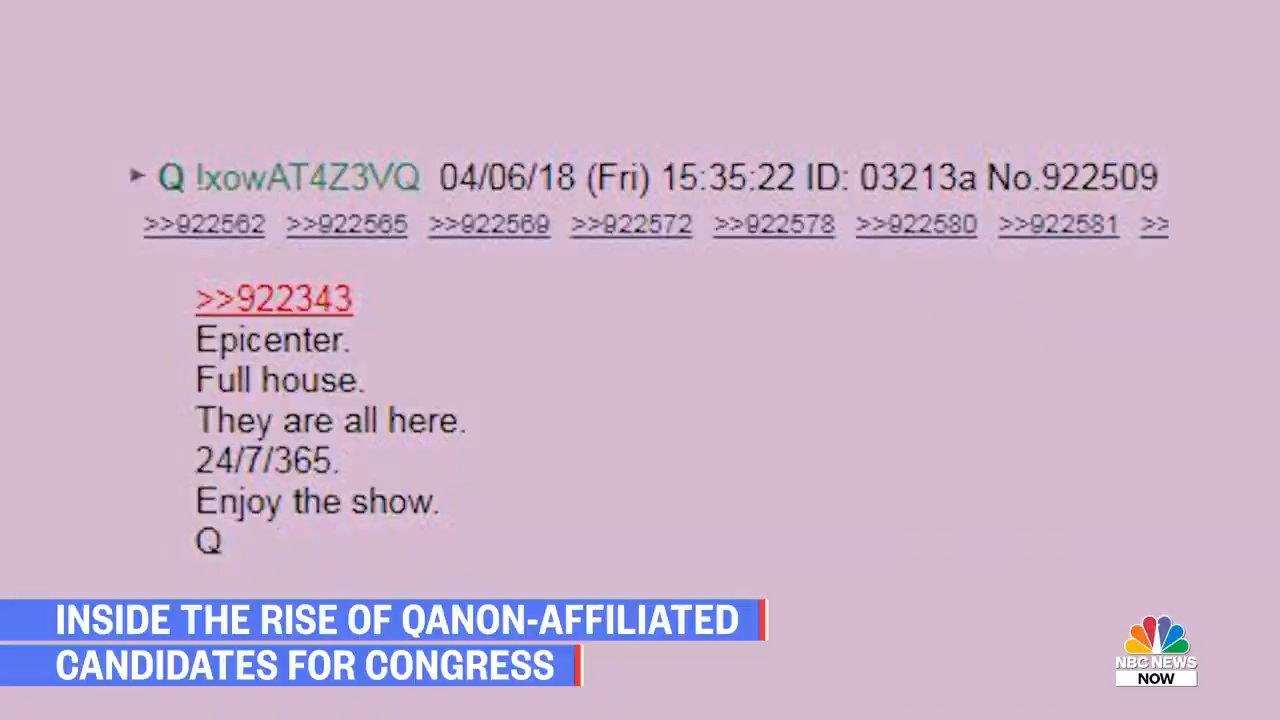 Q !xowAT4Z3VQ 04/06/18 (Fri) 15:35:22 ID: 03213a No.922509
>>922562 >>922565 >>922569 >>922572 >>922578 >>922580 >>922581 >>
>>922343
Epicenter.
Full house.
They are all here.
24/7/365.
Enjoy the show.
Q
INSIDE THE RISE OF QANON-AFFILIATED
CANDIDATES FOR CONGRESS
NBC NEWS
NOW